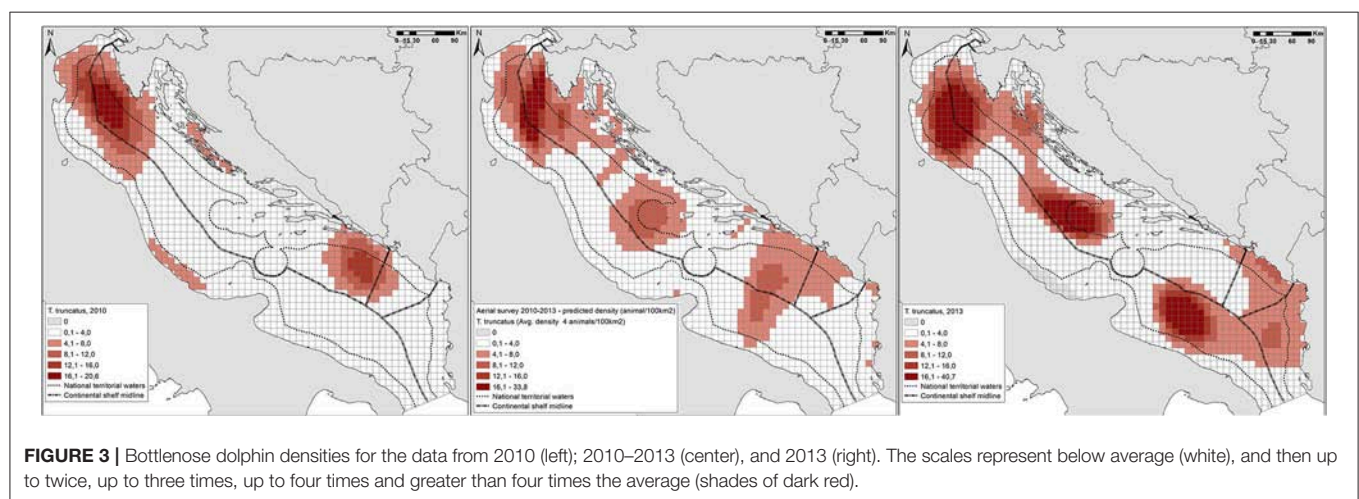 N
Km
0 15 30 60 90
T. truncatus, 2010
0
0,1 - 4,0
4,1 - 8,0
8,1 - 12,0
12,1 - 16,0
16,1 - 20,6
National territorial waters
Continental shelf midline
N
Km
0 15 30 60 90
Aerial survey 2010-2013 - predicted density (animal/100km2)
T. truncatus (Avg. density 4 animals/100km2)
0
0,1 - 4,0
4,1 - 8,0
8,1 - 12,0
12,1 - 16,0
16,1 - 33,8
National territorial waters
Continental shelf midline
N
Km
0 15 30 60 90
T. truncatus, 2013
0
0,1 - 4,0
4,1 - 8,0
8,1 - 12,0
12,1 - 16,0
16,1 - 40,7
National territorial waters
Continental shelf midline
FIGURE 3 | Bottlenose dolphin densities for the data from 2010 (left); 2010–2013 (center), and 2013 (right). The scales represent below average (white), and then up
to twice, up to three times, up to four times and greater than four times the average (shades of dark red).